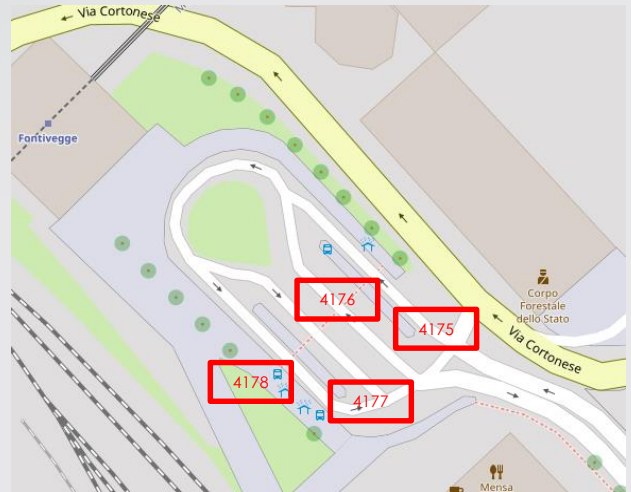 Via Cortonese
Fontivegge
4176
4175
Corpo
Forestale
dello Stato
Via Cortonese
4178
4177
Mensa